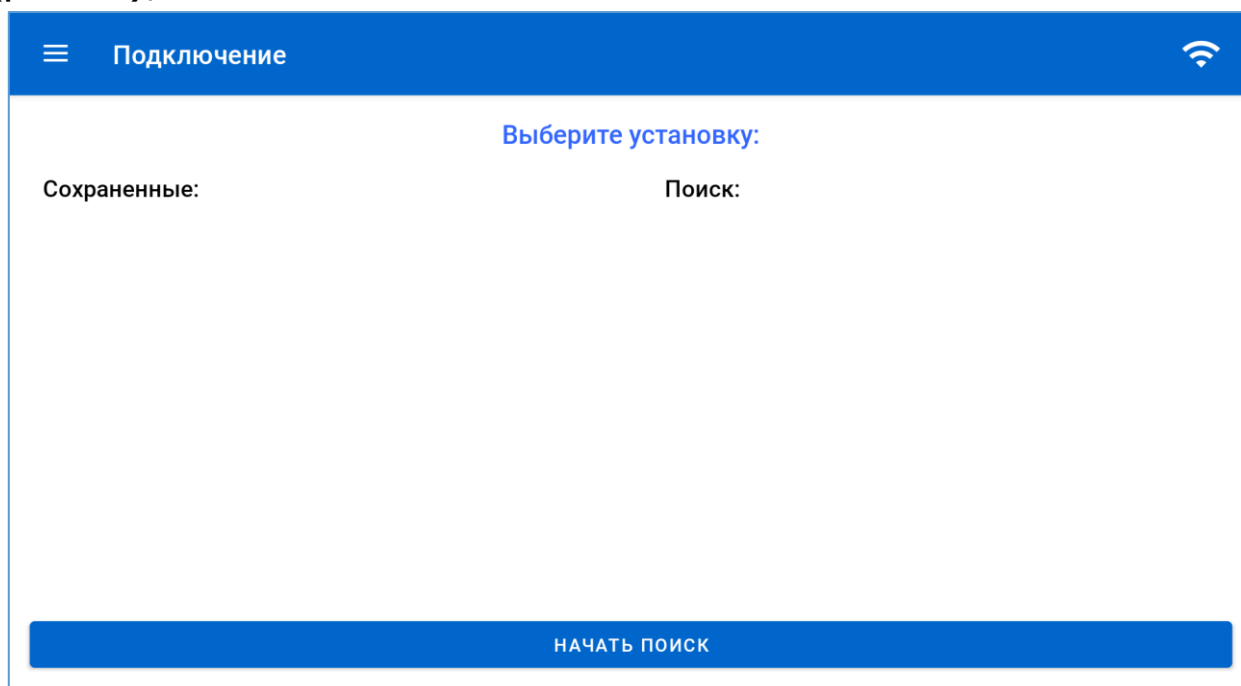 Подключение
Выберите установку:
Сохраненные:
Поиск:
НАЧАТЬ ПОИСК